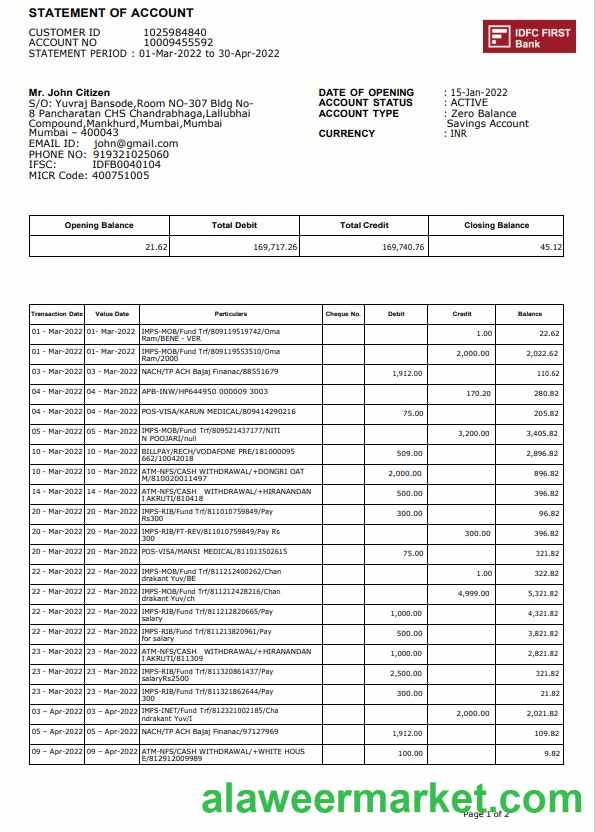 STATEMENT OF ACCOUNT
CUSTOMER ID 1025984840
ACCOUNT NO 10009455592
STATEMENT PERIOD : 01-Mar-2022 to 30-Apr-2022
IDFC FIRST
Bank
Mr. John Citizen
S/O: Yuvraj Bansode,Room NO-307 Bldg No-
8 Pancharatan CHS Chandrabhaga,Lallubhai
Compound,Mankhurd,Mumbai,Mumbai
Mumbai – 400043
EMAIL ID: john@gmail.com
PHONE NO: 919321025060
IFSC: IDFB0040104
MICR Code: 400751005
DATE OF OPENING : 15-Jan-2022
ACCOUNT STATUS : ACTIVE
ACCOUNT TYPE : Zero Balance
Savings Account
CURRENCY : INR
Opening Balance Total Debit Total Credit Closing Balance
21.62 169,717.26 169,740.76 45.12
Transaction Date Value Date Particulars Cheque No. Debit Credit Balance
01 - Mar-2022 01- Mar-2022 IMPS-MOB/Fund Trf/809119519742/Oma 1.00 22.62
Ram/BENE - VER
01 - Mar-2022 01- Mar-2022 IMPS-MOB/Fund Trf/809119553510/Oma 2,000.00 2,022.62
Ram/2000
03 - Mar-2022 03 - Mar-2022 NACH/TP ACH Bajaj Finanac/88551679 1,912.00 110.62
04 - Mar-2022 04 - Mar-2022 APB-INW/HP644950 000009 3003 170.20 280.82
04 - Mar-2022 04 - Mar-2022 POS-VISA/KARUN MEDICAL/809414290216 75.00 205.82
05 - Mar-2022 05 - Mar-2022 IMPS-MOB/Fund Trf/809521437177/NITI 3,200.00 3,405.82
N POOJARI/null
10 - Mar-2022 10 - Mar-2022 BILLPAY/RECH/VODAFONE PRE/181000095 509.00 2,896.82
662/10042018
10 - Mar-2022 10 - Mar-2022 ATM-NFS/CASH WITHDRAWAL/+DONGRI OAT 2,000.00 896.82
M/810020011497
14 - Mar-2022 14 - Mar-2022 ATM-NFS/CASH WITHDRAWAL/+HIRANANDAN 500.00 396.82
I AKRUTI/810418
20 - Mar-2022 20 - Mar-2022 IMPS-RIB/Fund Trf/811010759849/Pay 300.00 96.82
Rs300
20 - Mar-2022 20 - Mar-2022 IMPS-RIB/FT-REV/811010759849/Pay Rs 300.00 396.82
300
20 - Mar-2022 20 - Mar-2022 POS-VISA/MANSI MEDICAL/811013502615 75.00 321.82
22 - Mar-2022 22 - Mar-2022 IMPS-MOB/Fund Trf/811212400262/Chan 1.00 322.82
drakant Yuv/BE
22 - Mar-2022 22 - Mar-2022 IMPS-MOB/Fund Trf/811212428216/Chan 4,999.00 5,321.82
drakant Yuv/ch
22 - Mar-2022 22 - Mar-2022 IMPS-RIB/Fund Trf/811212820665/Pay 1,000.00 4,321.82
salary
22 - Mar-2022 22 - Mar-2022 IMPS-RIB/Fund Trf/811213820961/Pay 500.00 3,821.82
for salary
23 - Mar-2022 23 - Mar-2022 ATM-NFS/CASH WITHDRAWAL/+HIRANANDAN 1,000.00 2,821.82
I AKRUTI/811309
23 - Mar-2022 23 - Mar-2022 IMPS-RIB/Fund Trf/811320861437/Pay 2,500.00 321.82
salaryRs2500
23 - Mar-2022 23 - Mar-2022 IMPS-RIB/Fund Trf/811321862644/Pay 300.00 21.82
300
03 – Apr-2022 03 – Apr-2022 IMPS-INET/Fund Trf/812321002185/Cha 2,000.00 2,021.82
ndrakant Yuv/I
05 – Apr-2022 05 – Apr-2022 NACH/TP ACH Bajaj Finanac/97127969 1,912.00 109.82
09 – Apr-2022 09 – Apr-2022 ATM-NFS/CASH WITHDRAWAL/+WHITE HOUS 100.00 9.82
E/812912009989
alaweermarket.com
Page 1 of 2